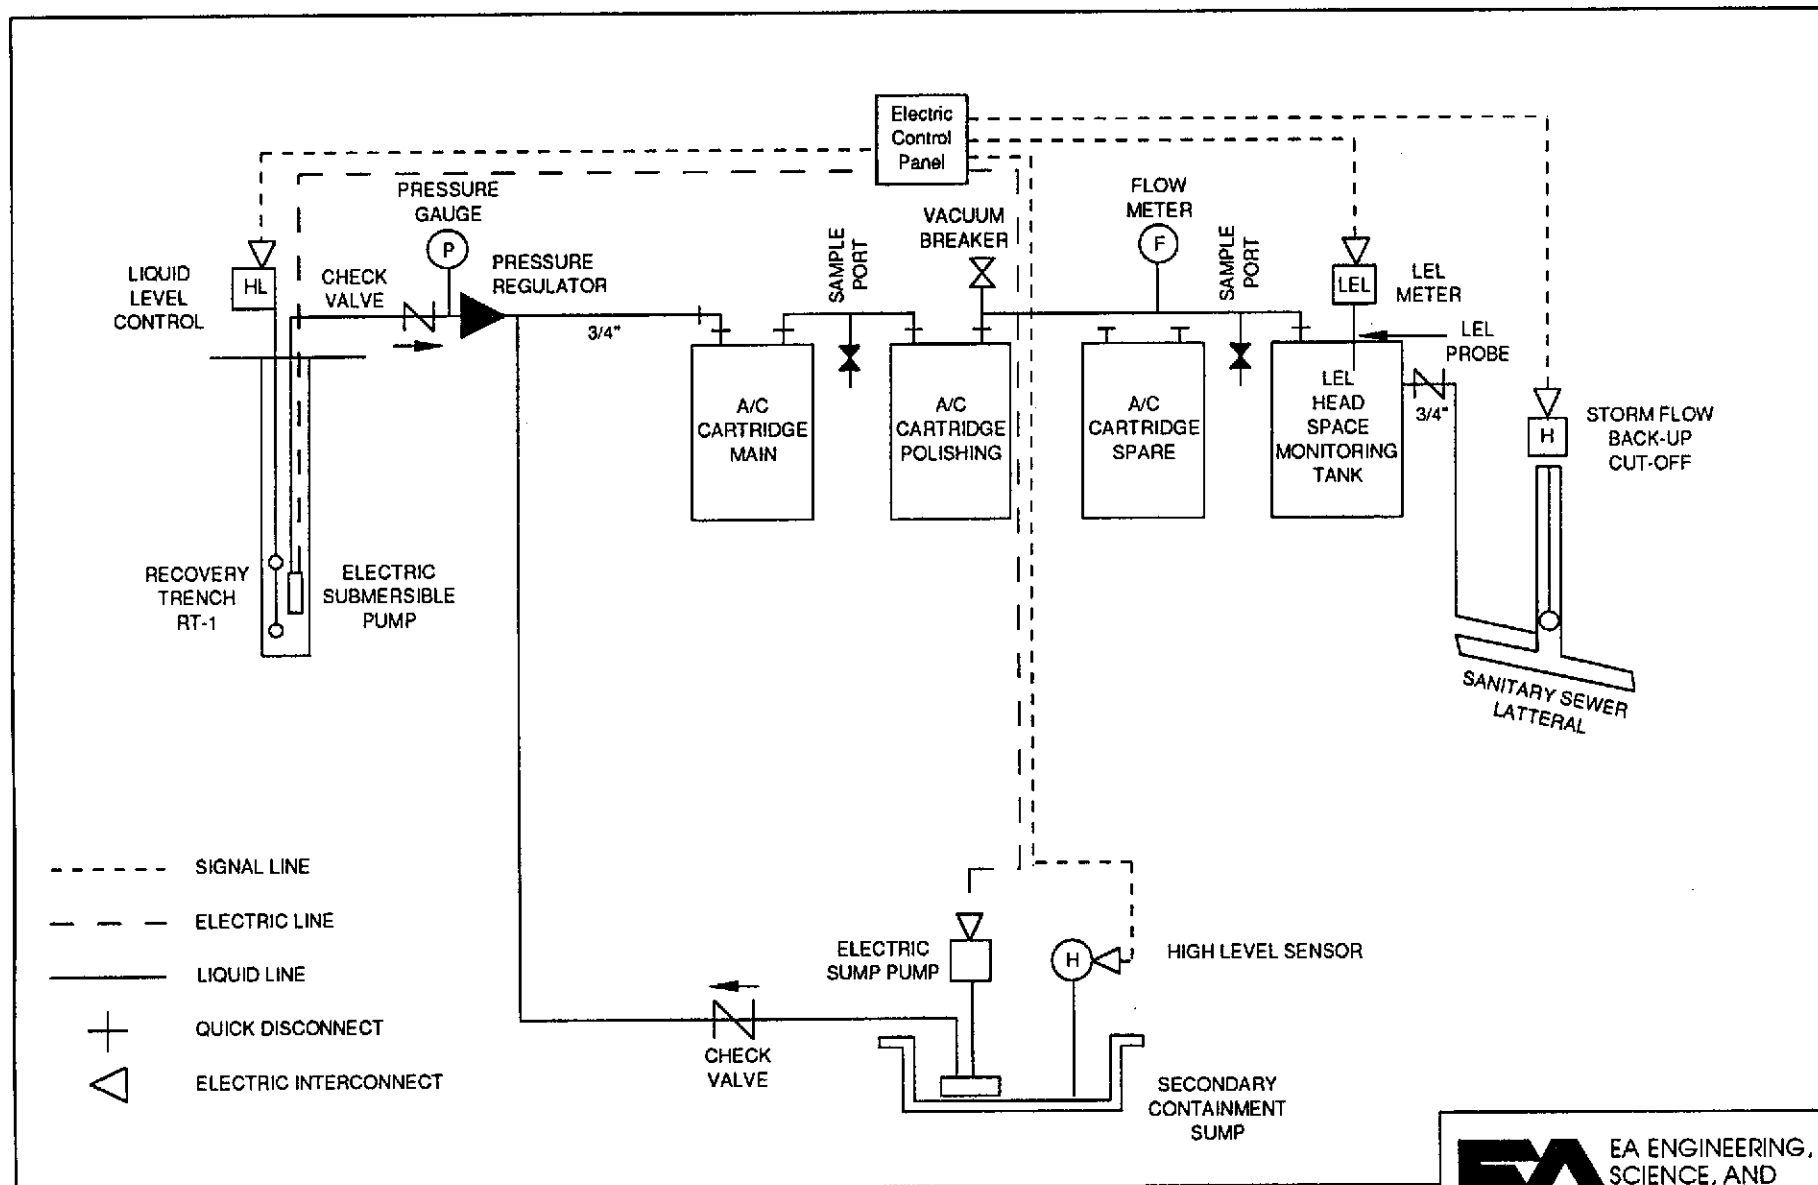 Electric
Control
Panel
PRESSURE
GAUGE
P
FLOW
METER
F
VACUUM
BREAKER
SAMPLE
PORT
SAMPLE
PORT
LIQUID
LEVEL
CONTROL
HL
CHECK
VALVE
PRESSURE
REGULATOR
3/4"
LEL
LEL
METER
LEL
PROBE
A/C
CARTRIDGE
MAIN
A/C
CARTRIDGE
POLISHING
A/C
CARTRIDGE
SPARE
LEL
HEAD
SPACE
MONITORING
TANK
3/4"
H
STORM FLOW
BACK-UP
CUT-OFF
RECOVERY
TRENCH
RT-1
ELECTRIC
SUBMERSIBLE
PUMP
SANITARY SEWER
LATTERAL
SIGNAL LINE
ELECTRIC LINE
LIQUID LINE
QUICK DISCONNECT
ELECTRIC INTERCONNECT
ELECTRIC
SUMP PUMP
H
HIGH LEVEL SENSOR
CHECK
VALVE
SECONDARY
CONTAINMENT
SUMP
EA
EA ENGINEERING,
SCIENCE, AND